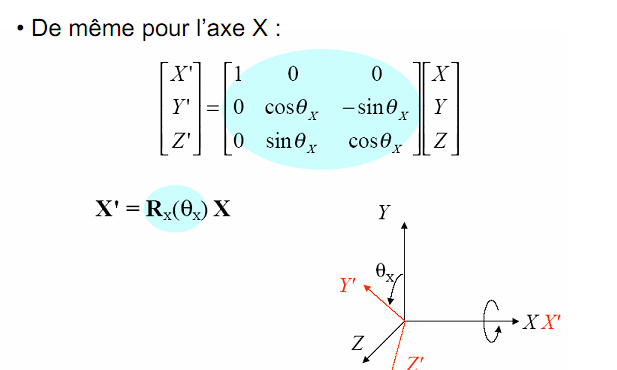 • De même pour l'axe X :
[X'] = [1 0 0] [X]
[Y'] = [0 cosθX −sinθX] [Y]
[Z'] = [0 sinθX cosθX] [Z]
X' = Rx(θx) X
Y
θx
Y'
X X'
Z
Z'